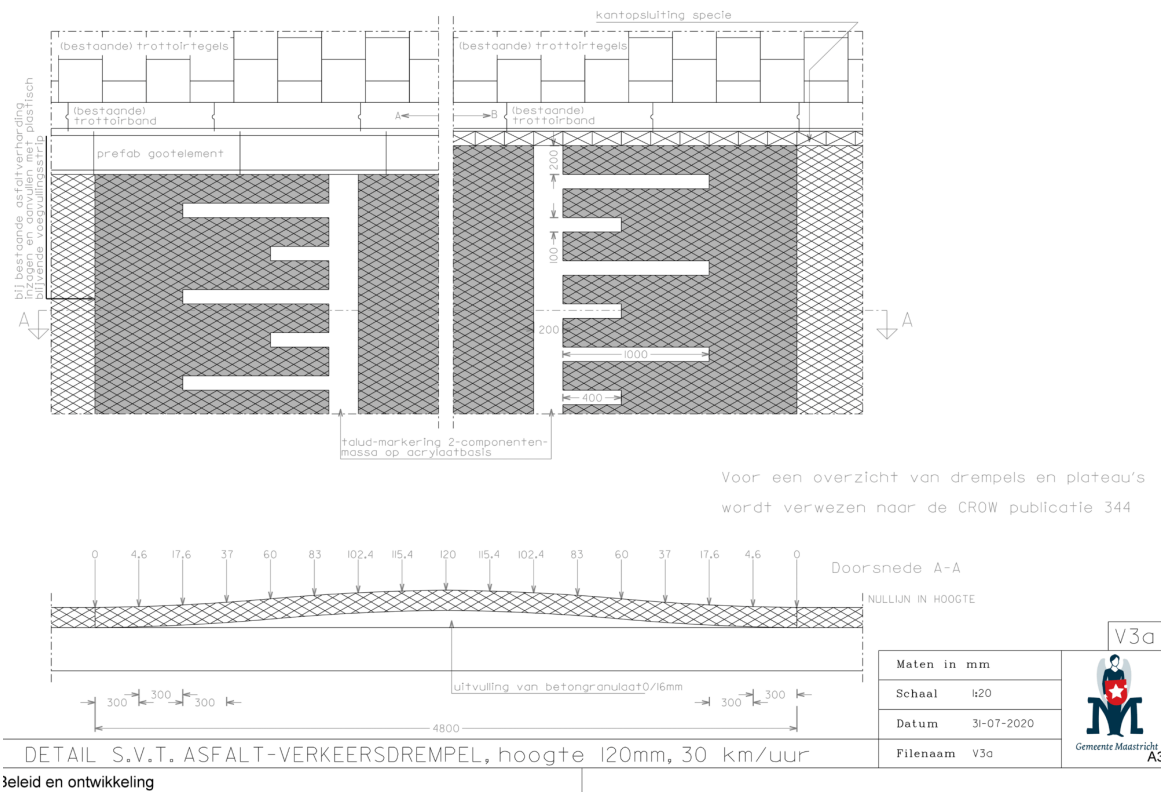 kantopsluiting specie
(bestaande) trottoirtegels
(bestaande) trottoirtegels
(bestaande)
trottoirband
A
B
(bestaande)
trottoirband
prefab gootelement
bij bestaande asfaltverharding
inzagen en aanvullen met plastisch
blijvende voegvullingsstrip
200
100
200
1000
400
A
A
talud-markering 2-componenten-
massa op acrylaatbasis
Voor een overzicht van drempels en plateau's
wordt verwezen naar de CROW publicatie 344
0 4.6 17.6 37 60 83 102.4 115.4 120 115.4 102.4 83 60 37 17.6 4.6 0
Doorsnede A-A
NULLIJN IN HOOGTE
uitvulling van betongranulaat 0/16mm
300 300 300 300 300
4800
DETAIL S.V.T. ASFALT-VERKEERSDREMPEL, hoogte 120mm, 30 km/uur
V3a
Maten in mm
Schaal 1:20
Datum 31-07-2020
Filenaam V3a
Gemeente Maastricht
A3
Beleid en ontwikkeling